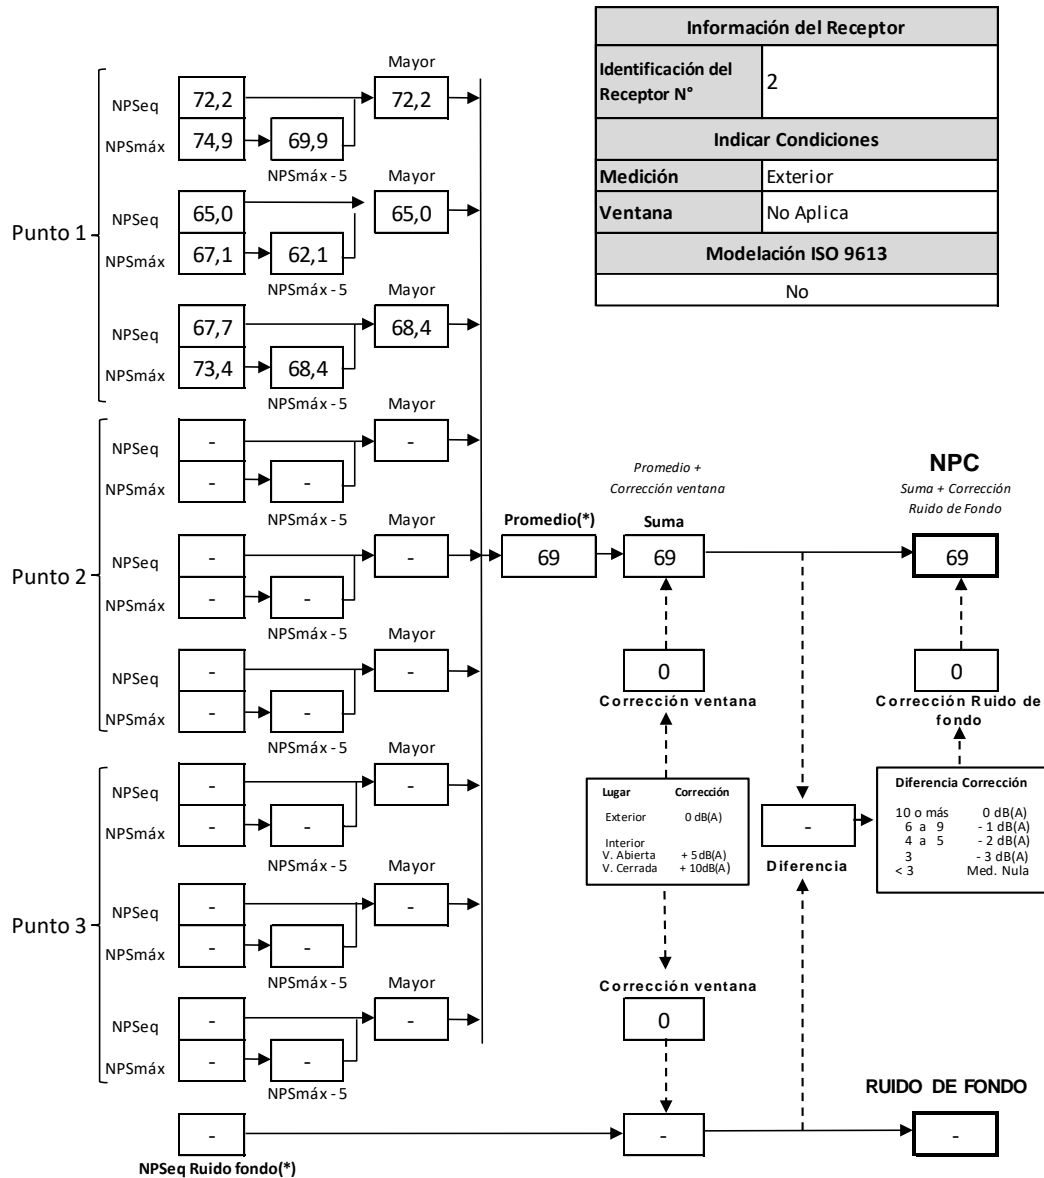 Información del Receptor
Identificación del Receptor N°
2
Indicar Condiciones
Medición
Exterior
Ventana
No Aplica
Modelación ISO 9613
No
Punto 1
Mayor
NPSeq
72,2
72,2
NPSmáx
74,9
69,9
NPSmáx - 5
Mayor
NPSeq
65,0
65,0
NPSmáx
67,1
62,1
NPSmáx - 5
Mayor
NPSeq
67,7
68,4
NPSmáx
73,4
68,4
NPSmáx - 5
Punto 2
Mayor
NPSeq
-
-
NPSmáx
-
-
NPSmáx - 5
Mayor
NPSeq
-
-
NPSmáx
-
-
NPSmáx - 5
Mayor
NPSeq
-
-
NPSmáx
-
-
NPSmáx - 5
Punto 3
Mayor
NPSeq
-
-
NPSmáx
-
-
NPSmáx - 5
Mayor
NPSeq
-
-
NPSmáx
-
-
NPSmáx - 5
Mayor
NPSeq
-
-
NPSmáx
-
-
NPSmáx - 5
Promedio(*)
69
Promedio +
Corrección ventana
Suma
69
NPC
Suma + Corrección
Ruido de Fondo
69
0
Corrección ventana
0
Corrección Ruido de
fondo
Lugar Corrección
Exterior 0 dB(A)
Interior
V. Abierta + 5 dB(A)
V. Cerrada + 10dB(A)
-
Diferencia
Diferencia Corrección
10 o más 0 dB(A)
6 a 9 - 1 dB(A)
4 a 5 - 2 dB(A)
3 - 3 dB(A)
< 3 Med. Nula
Corrección ventana
0
RUIDO DE FONDO
-
-
-
NPSeq Ruido fondo(*)